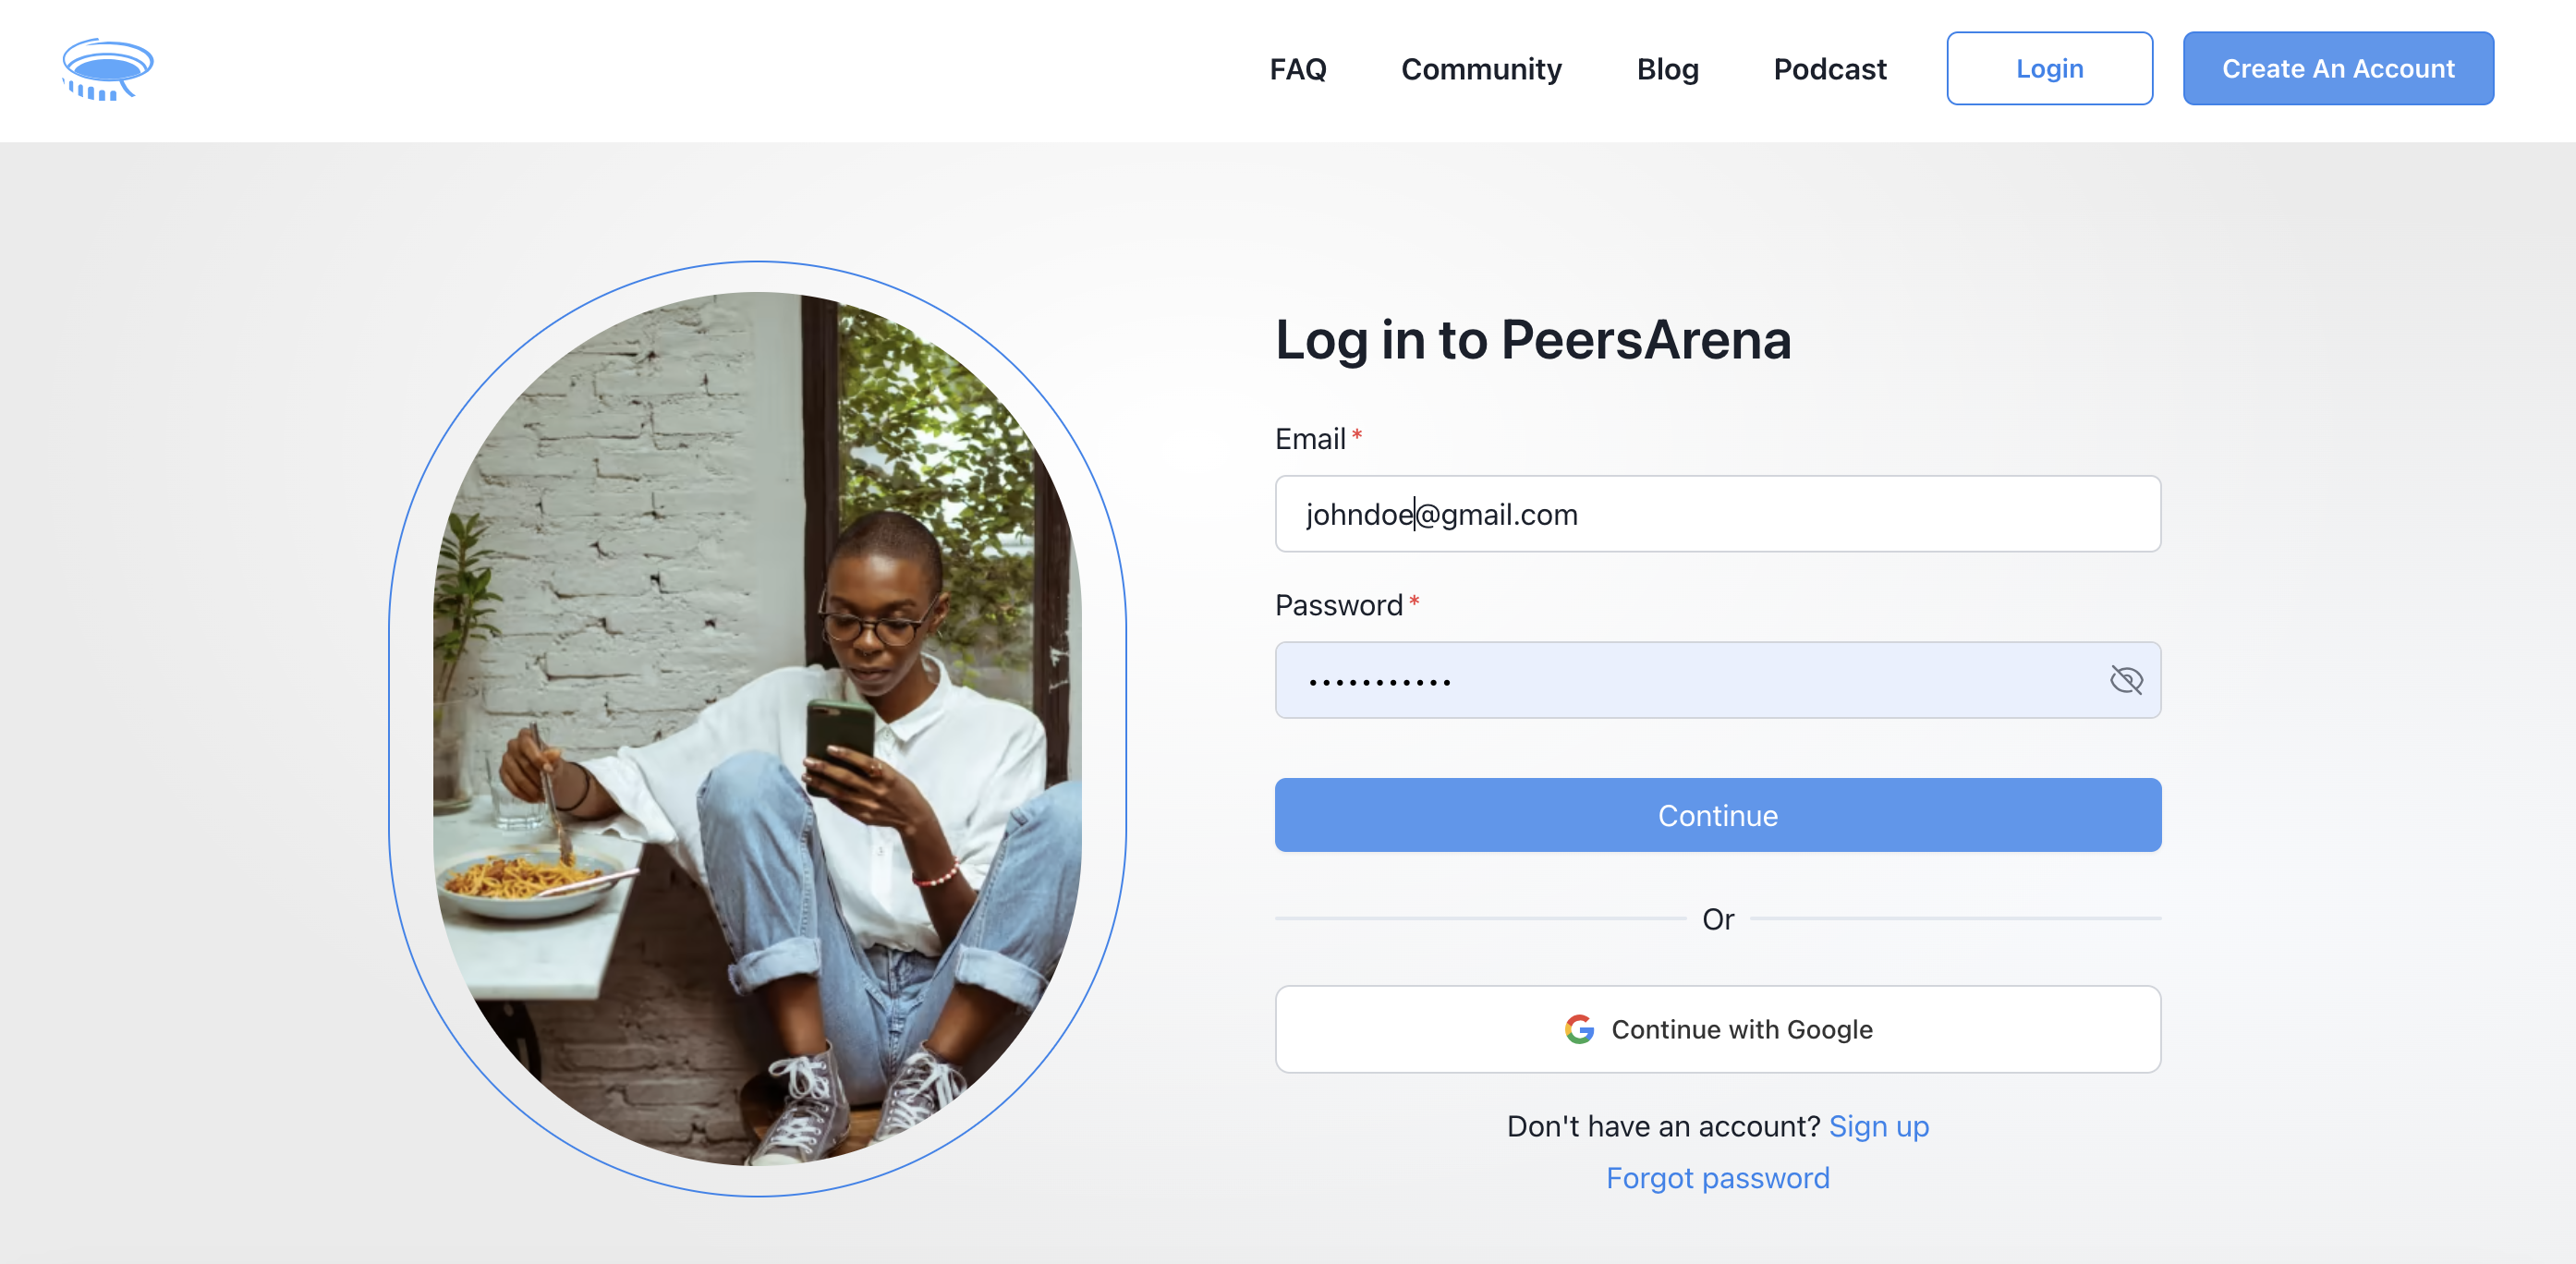 FAQ Community Blog Podcast Login Create An Account
Log in to PeersArena
Email *
johndoe@gmail.com
Password *
•••••••••••
Continue
Or
Continue with Google
Don't have an account? Sign up
Forgot password